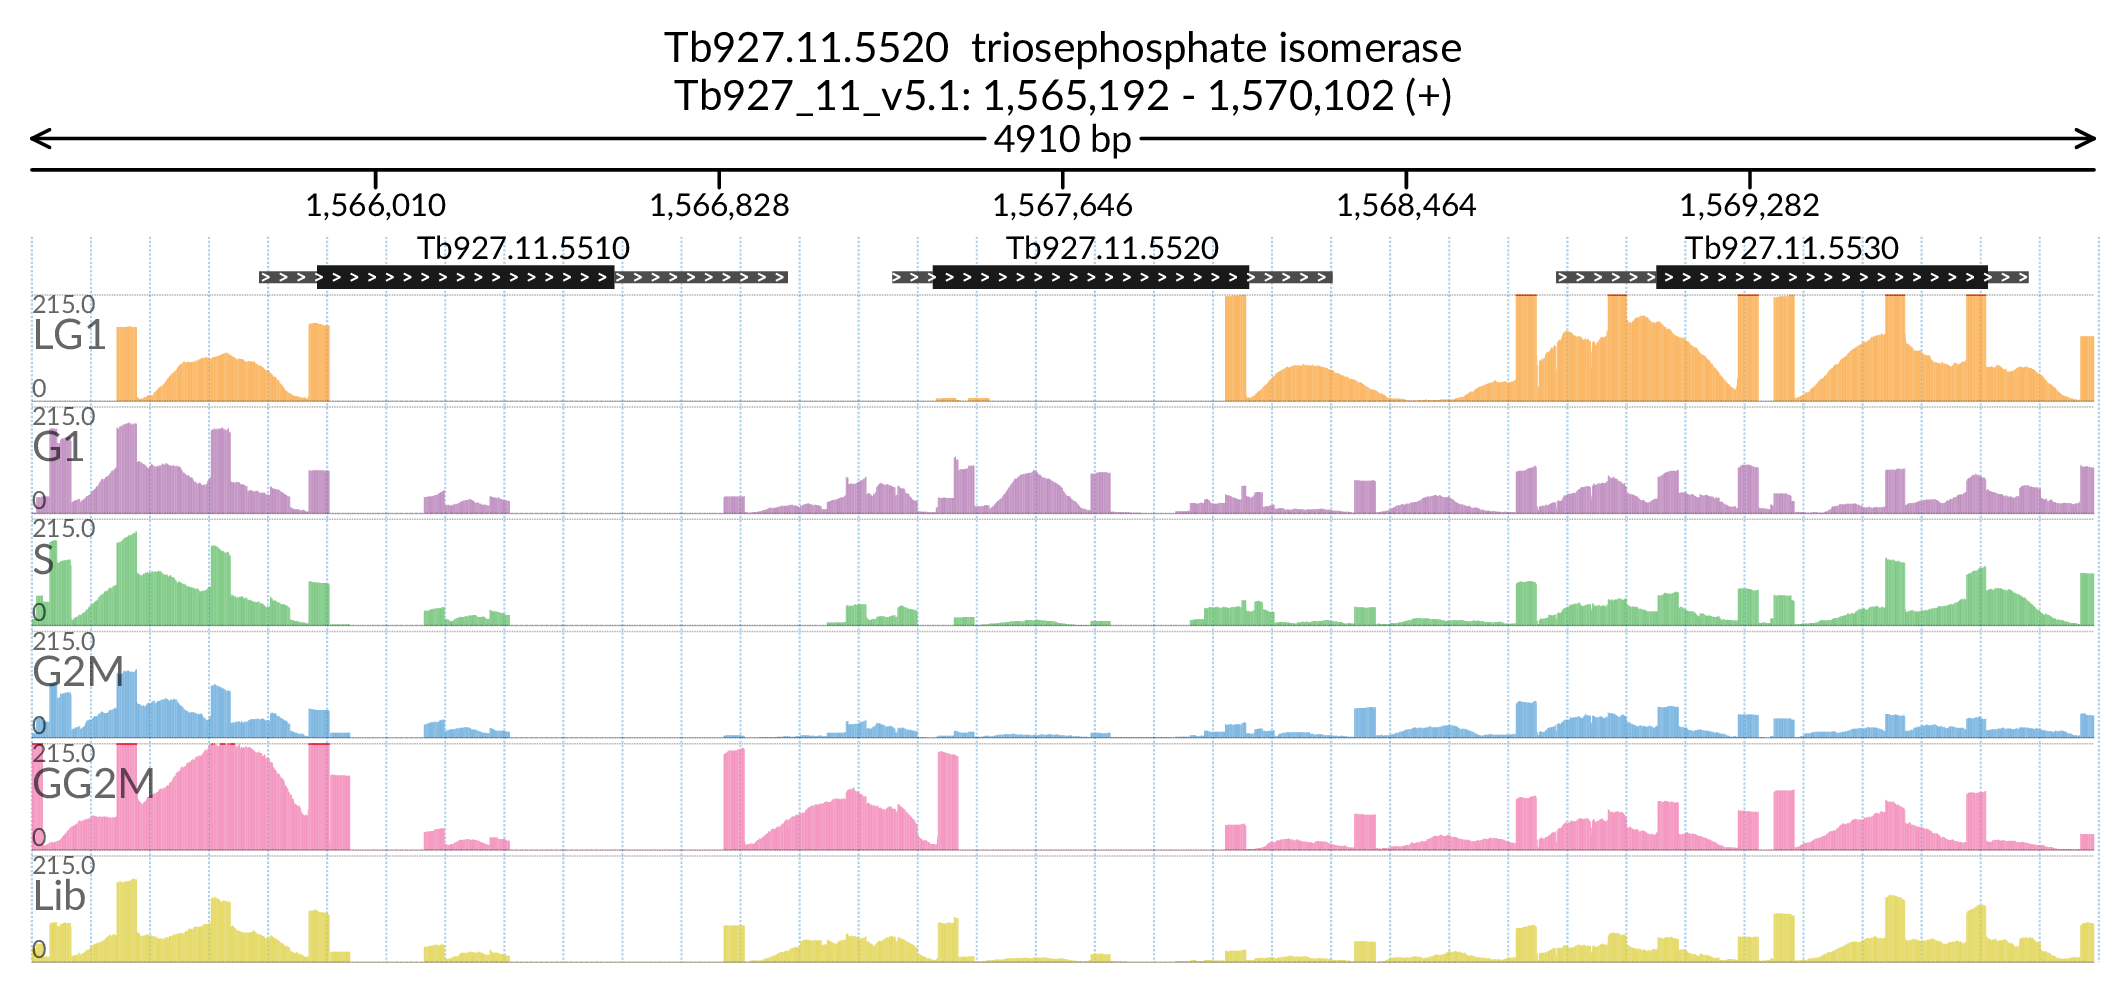 Tb927.11.5520  triosephosphate isomerase
Tb927_11_v5.1: 1,565,192 - 1,570,102 (+)
4910 bp
1,566,010 1,566,828 1,567,646 1,568,464 1,569,282
Tb927.11.5510 Tb927.11.5520 Tb927.11.5530
215.0
LG1
0
215.0
G1
0
215.0
S
0
215.0
G2M
0
215.0
GG2M
0
215.0
Lib
0